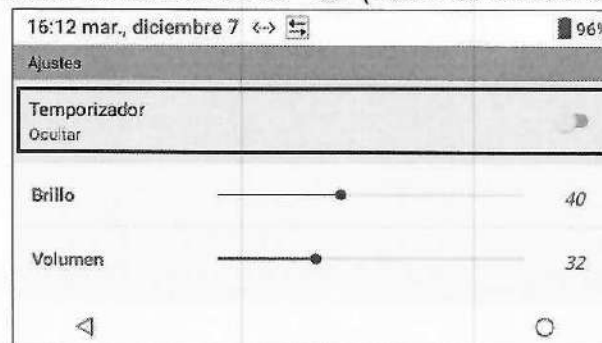 16:12 mar., diciembre 7
96%
Ajustes
Temporizador
Ocultar
Brillo
40
Volumen
32